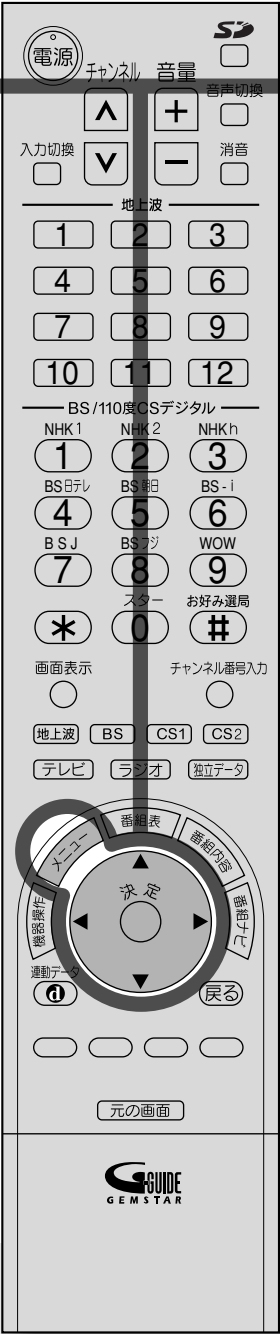 SD
電源
チャンネル 音量
音声切換
∧ +
入力切換 ∨ − 消音
地上波
1 2 3
4 5 6
7 8 9
10 11 12
BS/110度CSデジタル
NHK1 NHK2 NHKh
1 2 3
BS日テレ BS朝日 BS-i
4 5 6
BSJ BSフジ WOW
7 8 9
スター お好み選局
* 0 #
画面表示 チャンネル番号入力
地上波 BS CS1 CS2
テレビ ラジオ 独立データ
メニュー 番組表 番組内容
機器操作 決定 番組ナビ
連動データ
d 戻る
元の画面
G-GUIDE
GEMSTAR